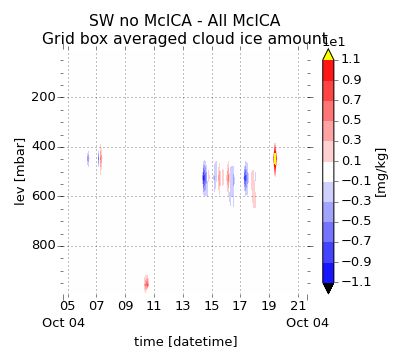 SW no McICA - All McICA
Grid box averaged cloud ice amount
1e1
1.1
0.9
0.7
0.5
0.3
0.1
−0.1
−0.3
−0.5
−0.7
−0.9
−1.1
[mg/kg]
200
400
600
800
lev [mbar]
05 07 09 11 13 15 17 19 21
Oct 04 Oct 04
time [datetime]